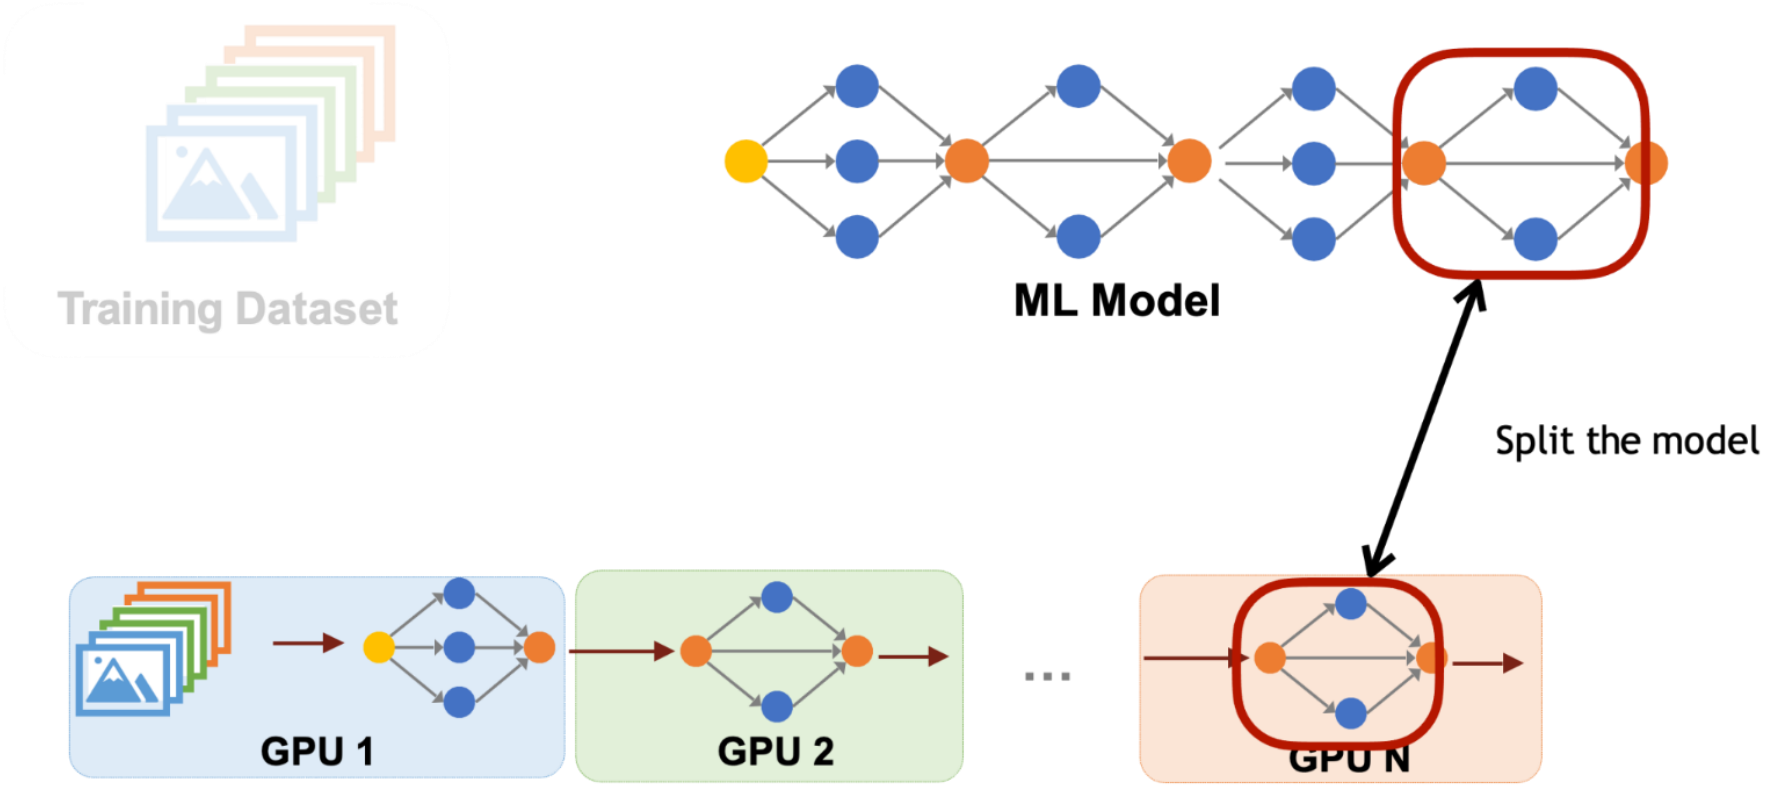 Training Dataset
ML Model
Split the model
...
GPU 1
GPU 2
GPU N